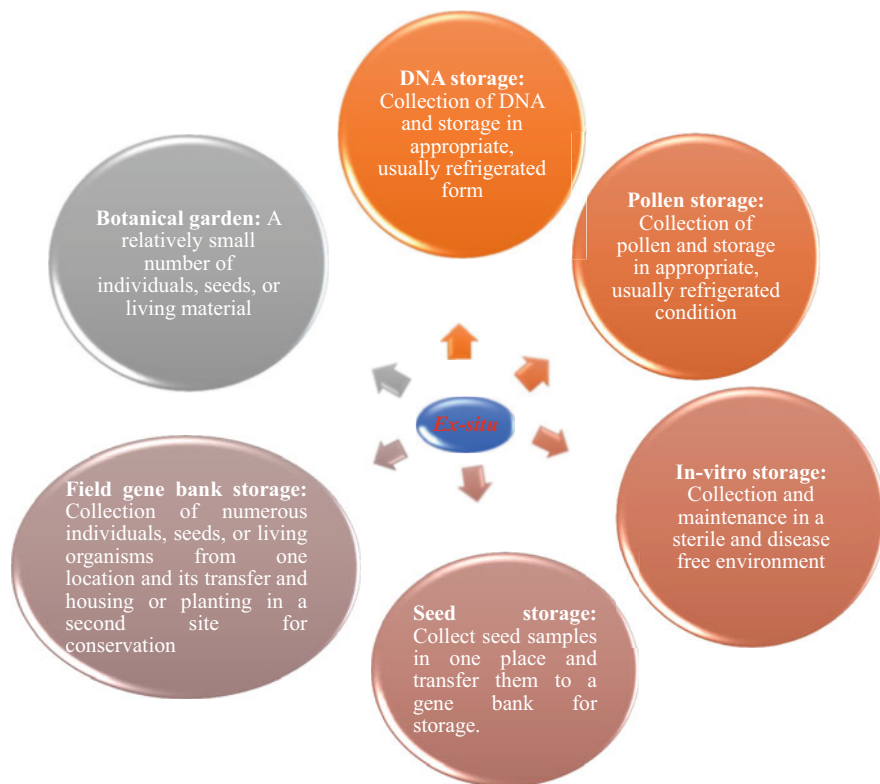 DNA storage:
Collection of DNA
and storage in
appropriate,
usually refrigerated
form
Pollen storage:
Collection of
pollen and storage
in appropriate,
usually refrigerated
condition
In-vitro storage:
Collection and
maintenance in a
sterile and disease
free environment
Seed storage:
Collect seed samples
in one place and
transfer them to a
gene bank for
storage.
Field gene bank storage:
Collection of numerous
individuals, seeds, or living
organisms from one
location and its transfer and
housing or planting in a
second site for
conservation
Botanical garden: A
relatively small
number of
individuals, seeds, or
living material
Ex-situ